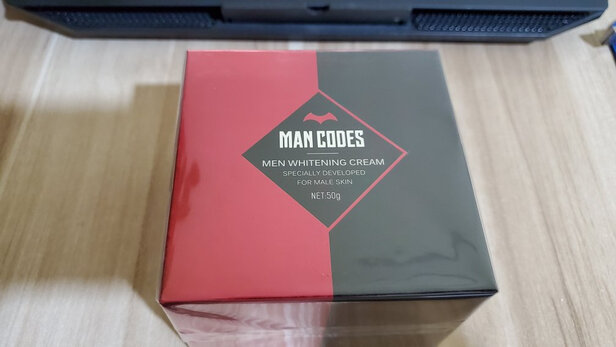 MAN CODES
MEN WHITENING CREAM
SPECIALLY DEVELOPED
FOR MALE SKIN
NET:50g